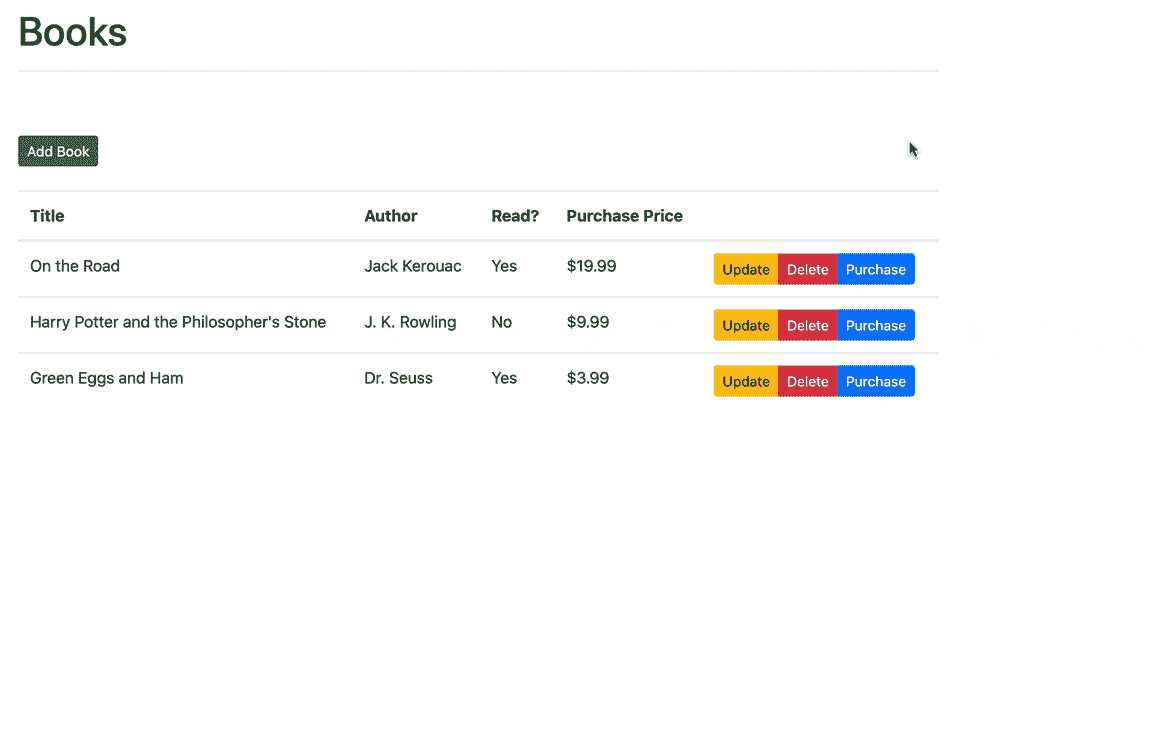 Books
Add Book
Title Author Read? Purchase Price
On the Road Jack Kerouac Yes $19.99 Update Delete Purchase
Harry Potter and the Philosopher's Stone J. K. Rowling No $9.99 Update Delete Purchase
Green Eggs and Ham Dr. Seuss Yes $3.99 Update Delete Purchase